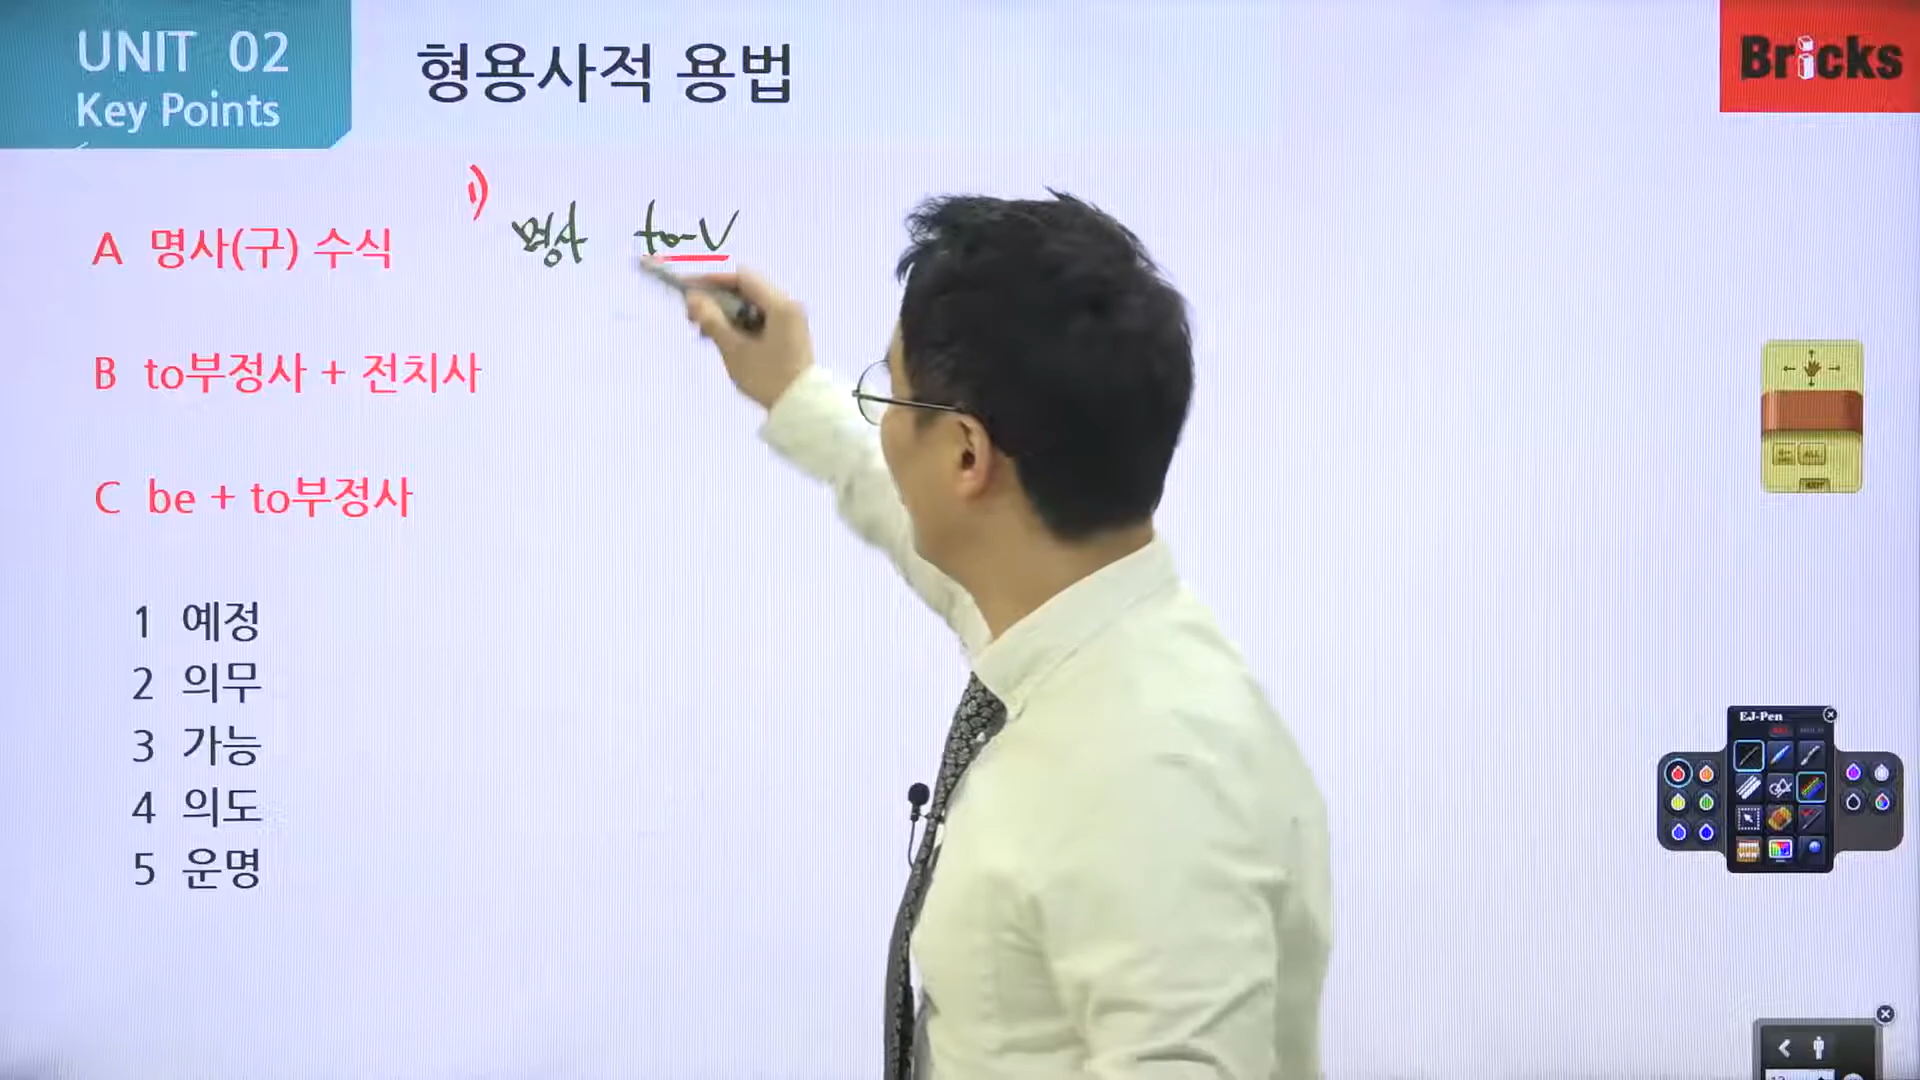 UNIT 02
Key Points
형용사적 용법
Bricks
1)
명사 to-V
A 명사(구) 수식
B to부정사 + 전치사
C be + to부정사
1 예정
2 의무
3 가능
4 의도
5 운명
ALL
EJ-Pen